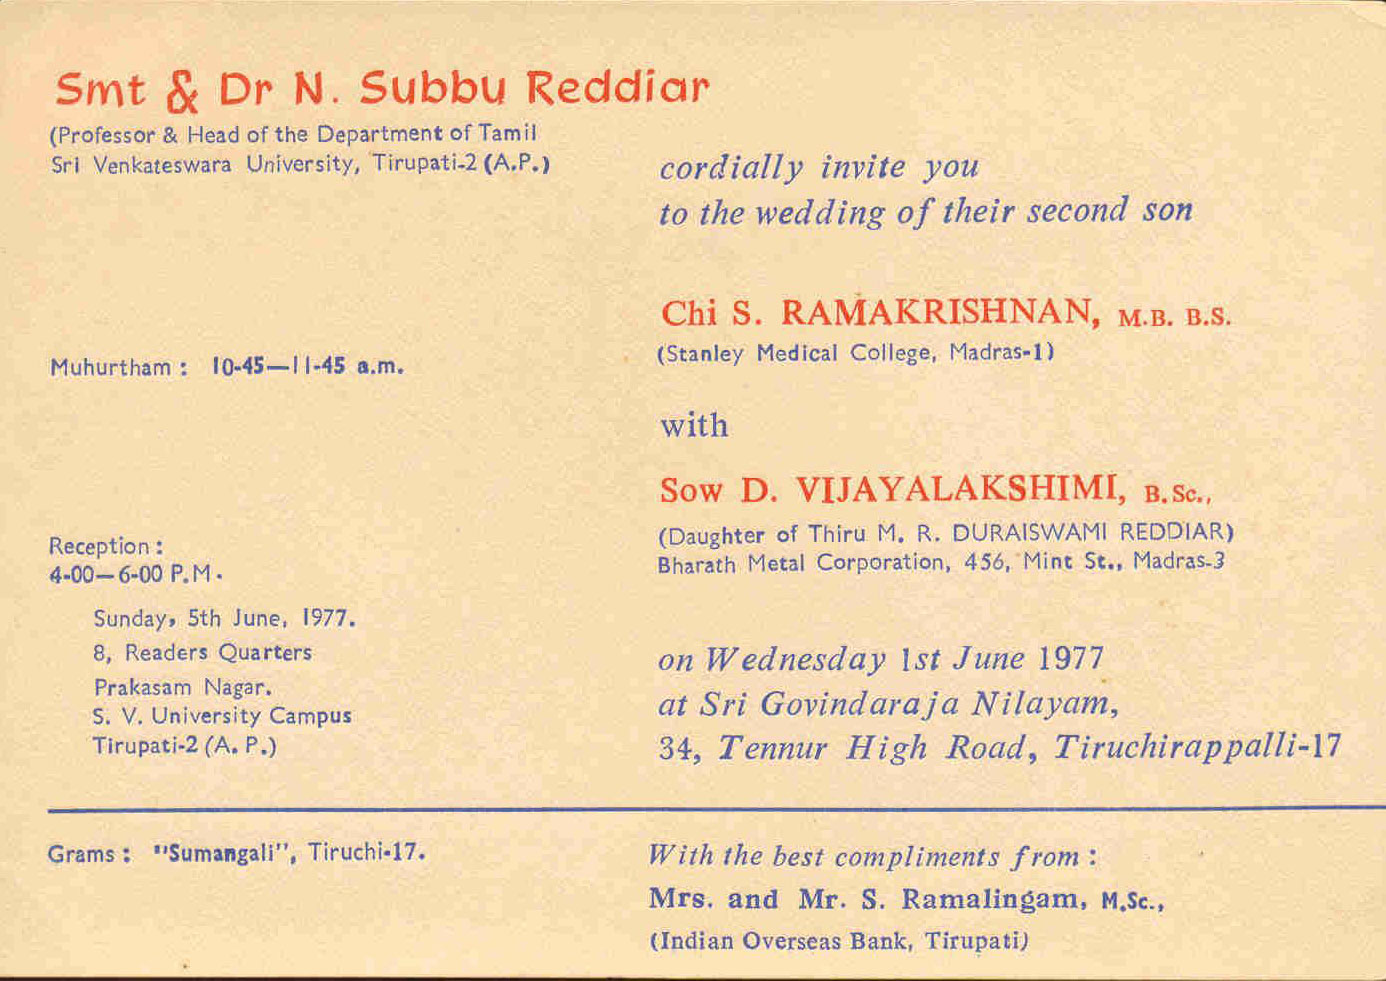 Smt & Dr N. Subbu Reddiar
(Professor & Head of the Department of Tamil
Sri Venkateswara University, Tirupati-2 (A.P.)
cordially invite you
to the wedding of their second son
Chi S. RAMAKRISHNAN, M.B. B.S.
(Stanley Medical College, Madras-1)
Muhurtham : 10-45—11-45 a.m.
with
Sow D. VIJAYALAKSHIMI, B.Sc.,
(Daughter of Thiru M. R. DURAISWAMI REDDIAR)
Bharath Metal Corporation, 456, Mint St., Madras-3
Reception :
4-00—6-00 P.M.
Sunday, 5th June, 1977.
8, Readers Quarters
Prakasam Nagar.
S. V. University Campus
Tirupati-2 (A. P.)
on Wednesday 1st June 1977
at Sri Govindaraja Nilayam,
34, Tennur High Road, Tiruchirappalli-17
Grams : "Sumangali", Tiruchi-17.
With the best compliments from :
Mrs. and Mr. S. Ramalingam, M.Sc.,
(Indian Overseas Bank, Tirupati)